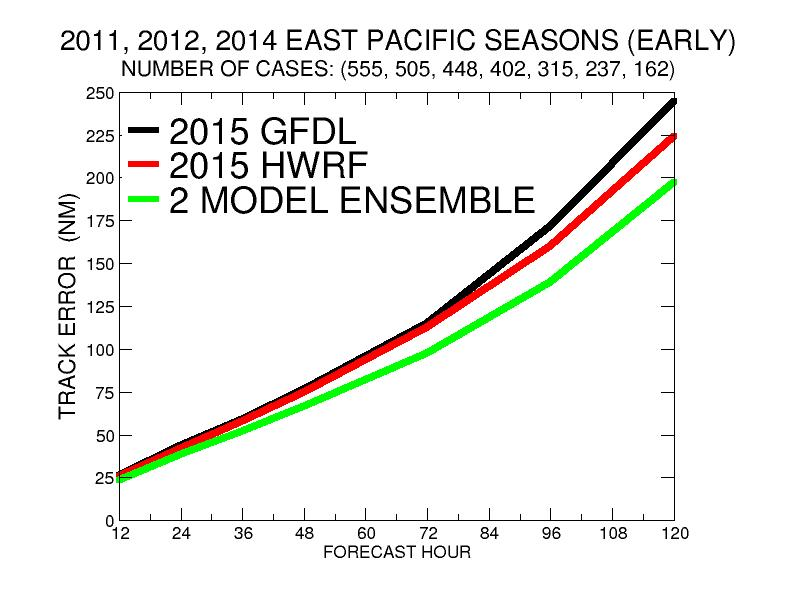 2011, 2012, 2014 EAST PACIFIC SEASONS (EARLY)
NUMBER OF CASES: (555, 505, 448, 402, 315, 237, 162)
250
225
200
175
150
125
100
75
50
25
0
TRACK ERROR (NM)
2015 GFDL
2015 HWRF
2 MODEL ENSEMBLE
12 24 36 48 60 72 84 96 108 120
FORECAST HOUR